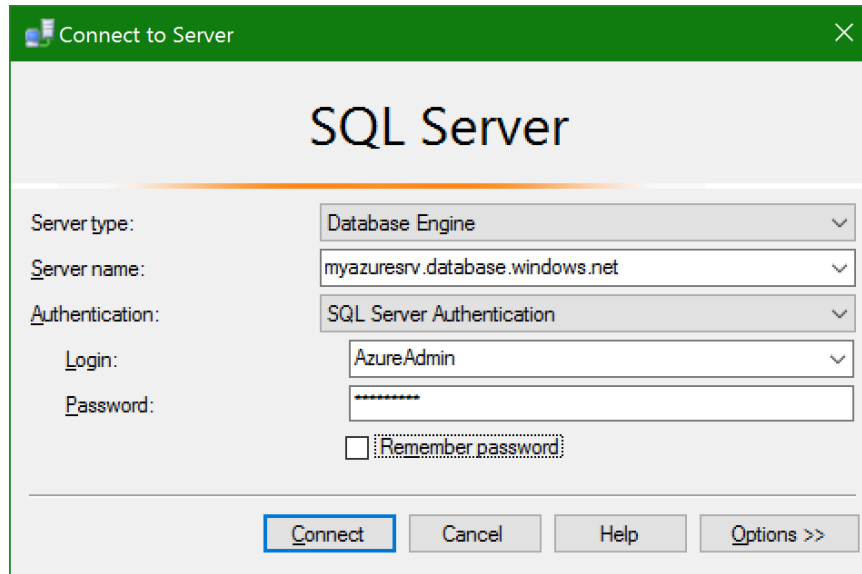 Connect to Server
SQL Server
Server type: Database Engine
Server name: myazuresrv.database.windows.net
Authentication: SQL Server Authentication
Login: AzureAdmin
Password: *********
Remember password
Connect Cancel Help Options >>